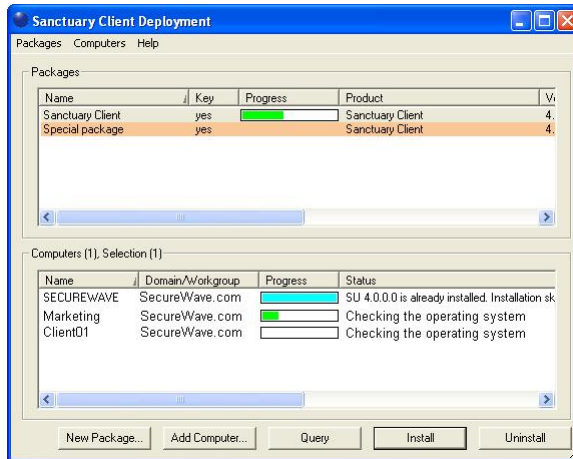 Sanctuary Client Deployment
Packages Computers Help
Packages
Name / Key Progress Product
Sanctuary Client yes Sanctuary Client 4.
Special package yes Sanctuary Client 4.
Computers (1), Selection (1)
Name / Domain/Workgroup Progress Status
SECUREWAVE SecureWave.com SU 4.0.0.0 is already installed. Installation sk
Marketing SecureWave.com Checking the operating system
Client01 SecureWave.com Checking the operating system
New Package... Add Computer... Query Install Uninstall